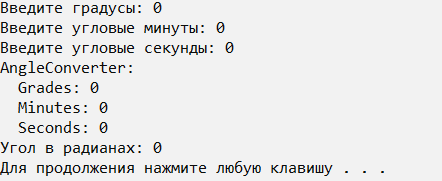 Введите градусы: 0
Введите угловые минуты: 0
Введите угловые секунды: 0
AngleConverter:
  Grades: 0
  Minutes: 0
  Seconds: 0
Угол в радианах: 0
Для продолжения нажмите любую клавишу . . .